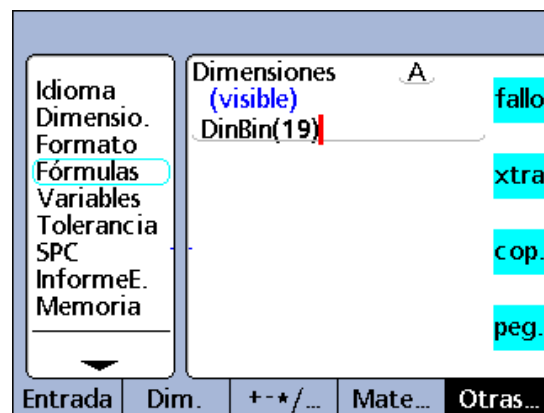 Idioma
Dimensio.
Formato
Fórmulas
Variables
Tolerancia
SPC
InformeE.
Memoria
Dimensiones A
(visible)
DinBin(19)
fallo
xtra
cop.
peg.
Entrada Dim. +-*/... Mate... Otras...